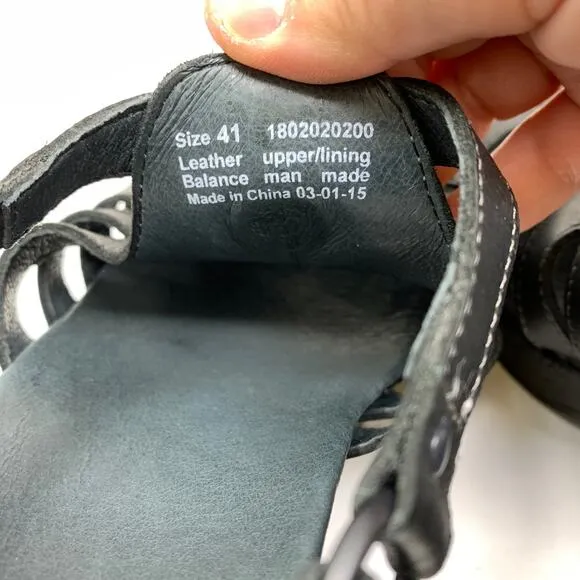 Size 41 1802020200
Leather upper/lining
Balance man made
Made in China 03-01-15